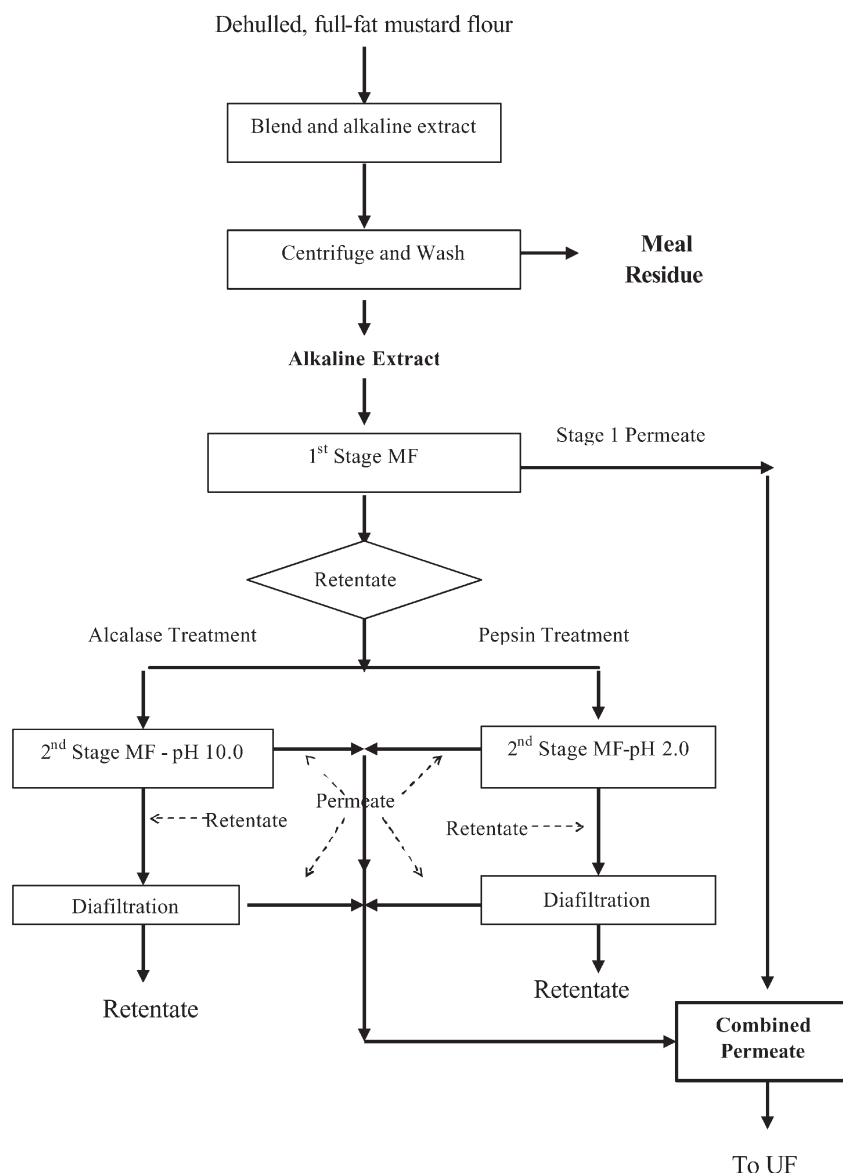 Dehulled, full-fat mustard flour
Blend and alkaline extract
Centrifuge and Wash
Meal
Residue
Alkaline Extract
Stage 1 Permeate
1st Stage MF
Retentate
Alcalase Treatment
Pepsin Treatment
2nd Stage MF - pH 10.0
2nd Stage MF-pH 2.0
Permeate
Retentate
Retentate
Diafiltration
Diafiltration
Retentate
Retentate
Combined
Permeate
To UF